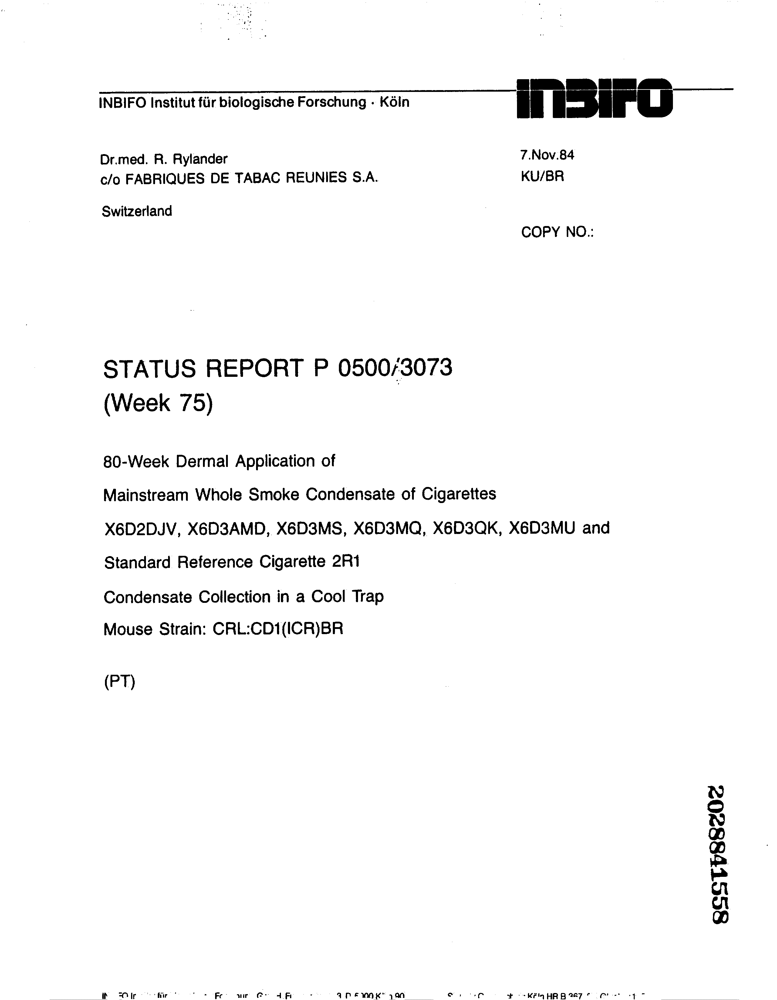 INBIFO Institut für biologische Forschung · Köln
INBIFO
Dr.med. R. Rylander
c/o FABRIQUES DE TABAC REUNIES S.A.
Switzerland
7.Nov.84
KU/BR
COPY NO.:
STATUS REPORT P 0500/3073
(Week 75)
80-Week Dermal Application of
Mainstream Whole Smoke Condensate of Cigarettes
X6D2DJV, X6D3AMD, X6D3MS, X6D3MQ, X6D3QK, X6D3MU and
Standard Reference Cigarette 2R1
Condensate Collection in a Cool Trap
Mouse Strain: CRL:CD1(ICR)BR
(PT)
2028841558